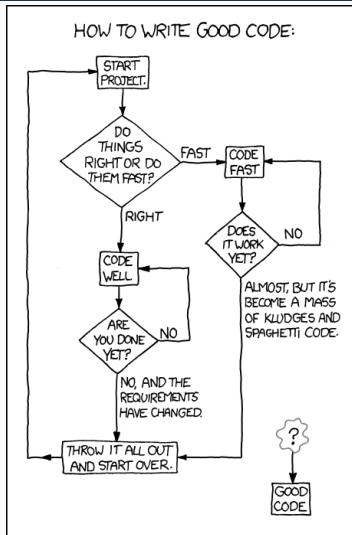 HOW TO WRITE GOOD CODE:
START
PROJECT.
DO
THINGS
RIGHT OR DO
THEM FAST?
FAST
CODE
FAST
RIGHT
DOES
IT WORK
YET?
NO
CODE
WELL
ALMOST, BUT IT'S
BECOME A MASS
OF KLUDGES AND
SPAGHETTI CODE.
ARE
YOU DONE
YET?
NO
NO, AND THE
REQUIREMENTS
HAVE CHANGED.
THROW IT ALL OUT
AND START OVER.
?
GOOD
CODE